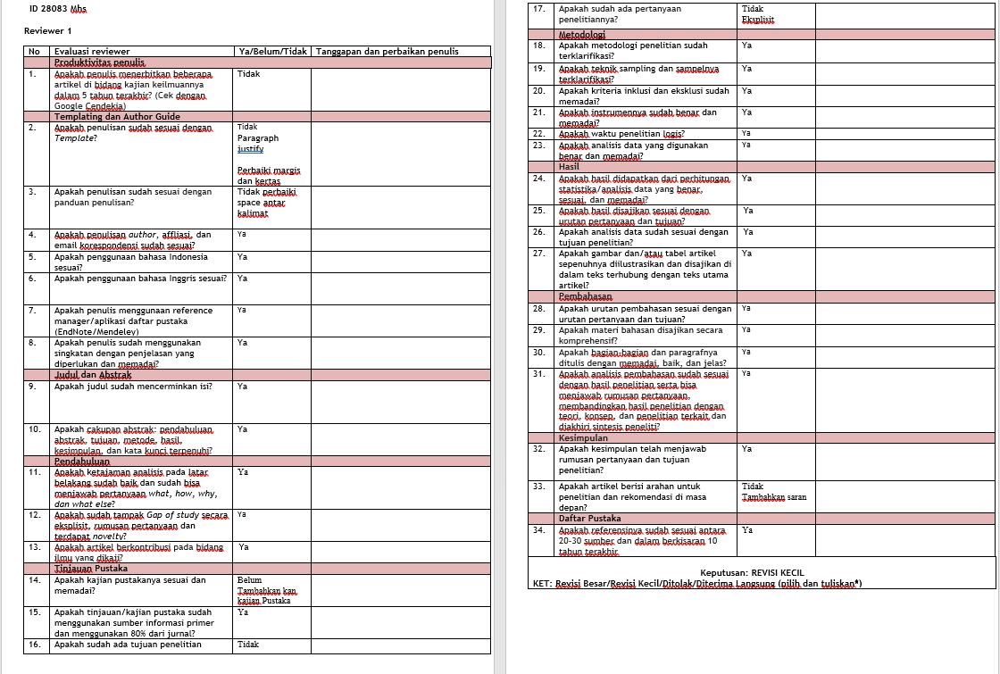 ID 28083 Mhs
Reviewer 1
No Evaluasi reviewer Ya/Belum/Tidak Tanggapan dan perbaikan penulis
Produktivitas penulis
1. Apakah penulis menerbitkan beberapa Tidak
artikel di bidang kajian keilmuannya
dalam 5 tahun terakhir? (Cek dengan
Google Cendekia)
Templating dan Author Guide
2. Apakah penulisan sudah sesuai dengan Tidak
Template? Paragraph
justify
Perbaiki margis
dan kertas
3. Apakah penulisan sudah sesuai dengan Tidak perbaiki
panduan penulisan? space antar
kalimat
4. Apakah penulisan author, affliasi, dan Ya
email korespondensi sudah sesuai?
5. Apakah penggunaan bahasa Indonesia Ya
sesuai?
6. Apakah penggunaan bahasa Inggris sesuai? Ya
7. Apakah penulis menggunakan reference Ya
manager/aplikasi daftar pustaka
(EndNote/Mendeley)
8. Apakah penulis sudah menggunakan Ya
singkatan dengan penjelasan yang
diperlukan dan memadai?
Judul dan Abstrak
9. Apakah judul sudah mencerminkan isi? Ya
10. Apakah cakupan abstrak: pendahuluan Ya
abstrak, tujuan, metode, hasil,
kesimpulan, dan kata kunci terpenuhi?
Pendahuluan
11. Apakah ketajaman analisis pada latar Ya
belakang sudah baik dan sudah bisa
menjawab pertanyaan what, how, why,
dan what else?
12. Apakah sudah tampak Gap of study secara Ya
eksplisit, rumusan pertanyaan dan
terdapat novelty?
13. Apakah artikel berkontribusi pada bidang Ya
ilmu yang dikaji?
Tinjauan Pustaka
14. Apakah kajian pustakanya sesuai dan Belum
memadai? Tambahkan kan
kajian Pustaka
15. Apakah tinjauan/kajian pustaka sudah Ya
menggunakan sumber informasi primer
dan menggunakan 80% dari jurnal?
16. Apakah sudah ada tujuan penelitian Tidak
17. Apakah sudah ada pertanyaan Tidak
penelitiannya? Eksplisit
Metodologi
18. Apakah metodologi penelitian sudah Ya
terklarifikasi?
19. Apakah teknik sampling dan sampelnya Ya
terklarifikasi?
20. Apakah kriteria inklusi dan eksklusi sudah Ya
memadai?
21. Apakah instrumennya sudah benar dan Ya
memadai?
22. Apakah waktu penelitian logis? Ya
23. Apakah analisis data yang digunakan Ya
benar dan memadai?
Hasil
24. Apakah hasil didapatkan dari perhitungan Ya
statistika/analisis data yang benar,
sesuai, dan memadai?
25. Apakah hasil disajikan sesuai dengan Ya
urutan pertanyaan dan tujuan?
26. Apakah analisis data sudah sesuai dengan Ya
tujuan penelitian?
27. Apakah gambar dan/atau tabel artikel Ya
sepenuhnya diilustrasikan dan disajikan di
dalam teks terhubung dengan teks utama
artikel?
Pembahasan
28. Apakah urutan pembahasan sesuai dengan Ya
urutan pertanyaan dan tujuan?
29. Apakah materi bahasan disajikan secara Ya
komprehensif?
30. Apakah bagian-bagian dan paragrafnya Ya
ditulis dengan memadai, baik, dan jelas?
31. Apakah analisis pembahasan sudah sesuai Ya
dengan hasil penelitian serta bisa
menjawab rumusan pertanyaan,
membandingkan hasil penelitian dengan
teori, konsep, dan penelitian terkait dan
diakhiri sintesis peneliti?
Kesimpulan
32. Apakah kesimpulan telah menjawab Ya
rumusan pertanyaan dan tujuan
penelitian?
33. Apakah artikel berisi arahan untuk Tidak
penelitian dan rekomendasi di masa Tambahkan saran
depan?
Daftar Pustaka
34. Apakah referensinya sudah sesuai antara Ya
20-30 sumber dan dalam berkisaran 10
tahun terakhir
Keputusan: REVISI KECIL
KET: Revisi Besar/Revisi Kecil/Ditolak/Diterima Langsung (pilih dan tuliskan*)